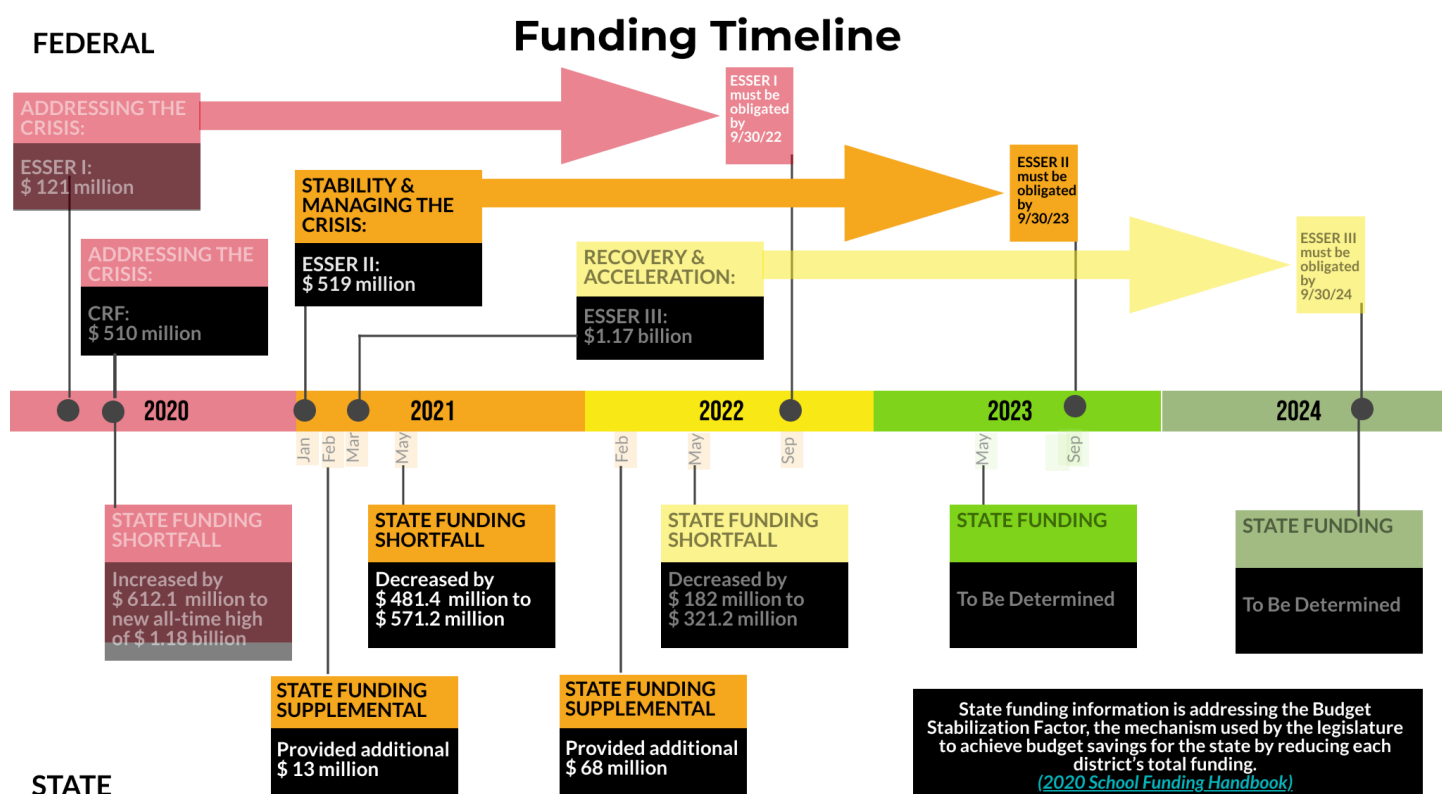 Funding Timeline
FEDERAL
ADDRESSING THE
CRISIS:
ESSER I:
$ 121 million
ESSER I
must be
obligated
by
9/30/22
ADDRESSING THE
CRISIS:
CRF:
$ 510 million
STABILITY &
MANAGING THE
CRISIS:
ESSER II:
$ 519 million
ESSER II
must be
obligated
by
9/30/23
RECOVERY &
ACCELERATION:
ESSER III:
$1.17 billion
ESSER III
must be
obligated
by
9/30/24
2020
2021
2022
2023
2024
Jan
Feb
Mar
May
Feb
May
Sep
May
Sep
STATE FUNDING
SHORTFALL
Increased by
$ 612.1 million to
new all-time high
of $ 1.18 billion
STATE FUNDING
SHORTFALL
Decreased by
$ 481.4 million to
$ 571.2 million
STATE FUNDING
SHORTFALL
Decreased by
$ 182 million to
$ 321.2 million
STATE FUNDING
To Be Determined
STATE FUNDING
To Be Determined
STATE FUNDING
SUPPLEMENTAL
Provided additional
$ 13 million
STATE FUNDING
SUPPLEMENTAL
Provided additional
$ 68 million
State funding information is addressing the Budget
Stabilization Factor, the mechanism used by the legislature
to achieve budget savings for the state by reducing each
district's total funding.
(2020 School Funding Handbook)
STATE